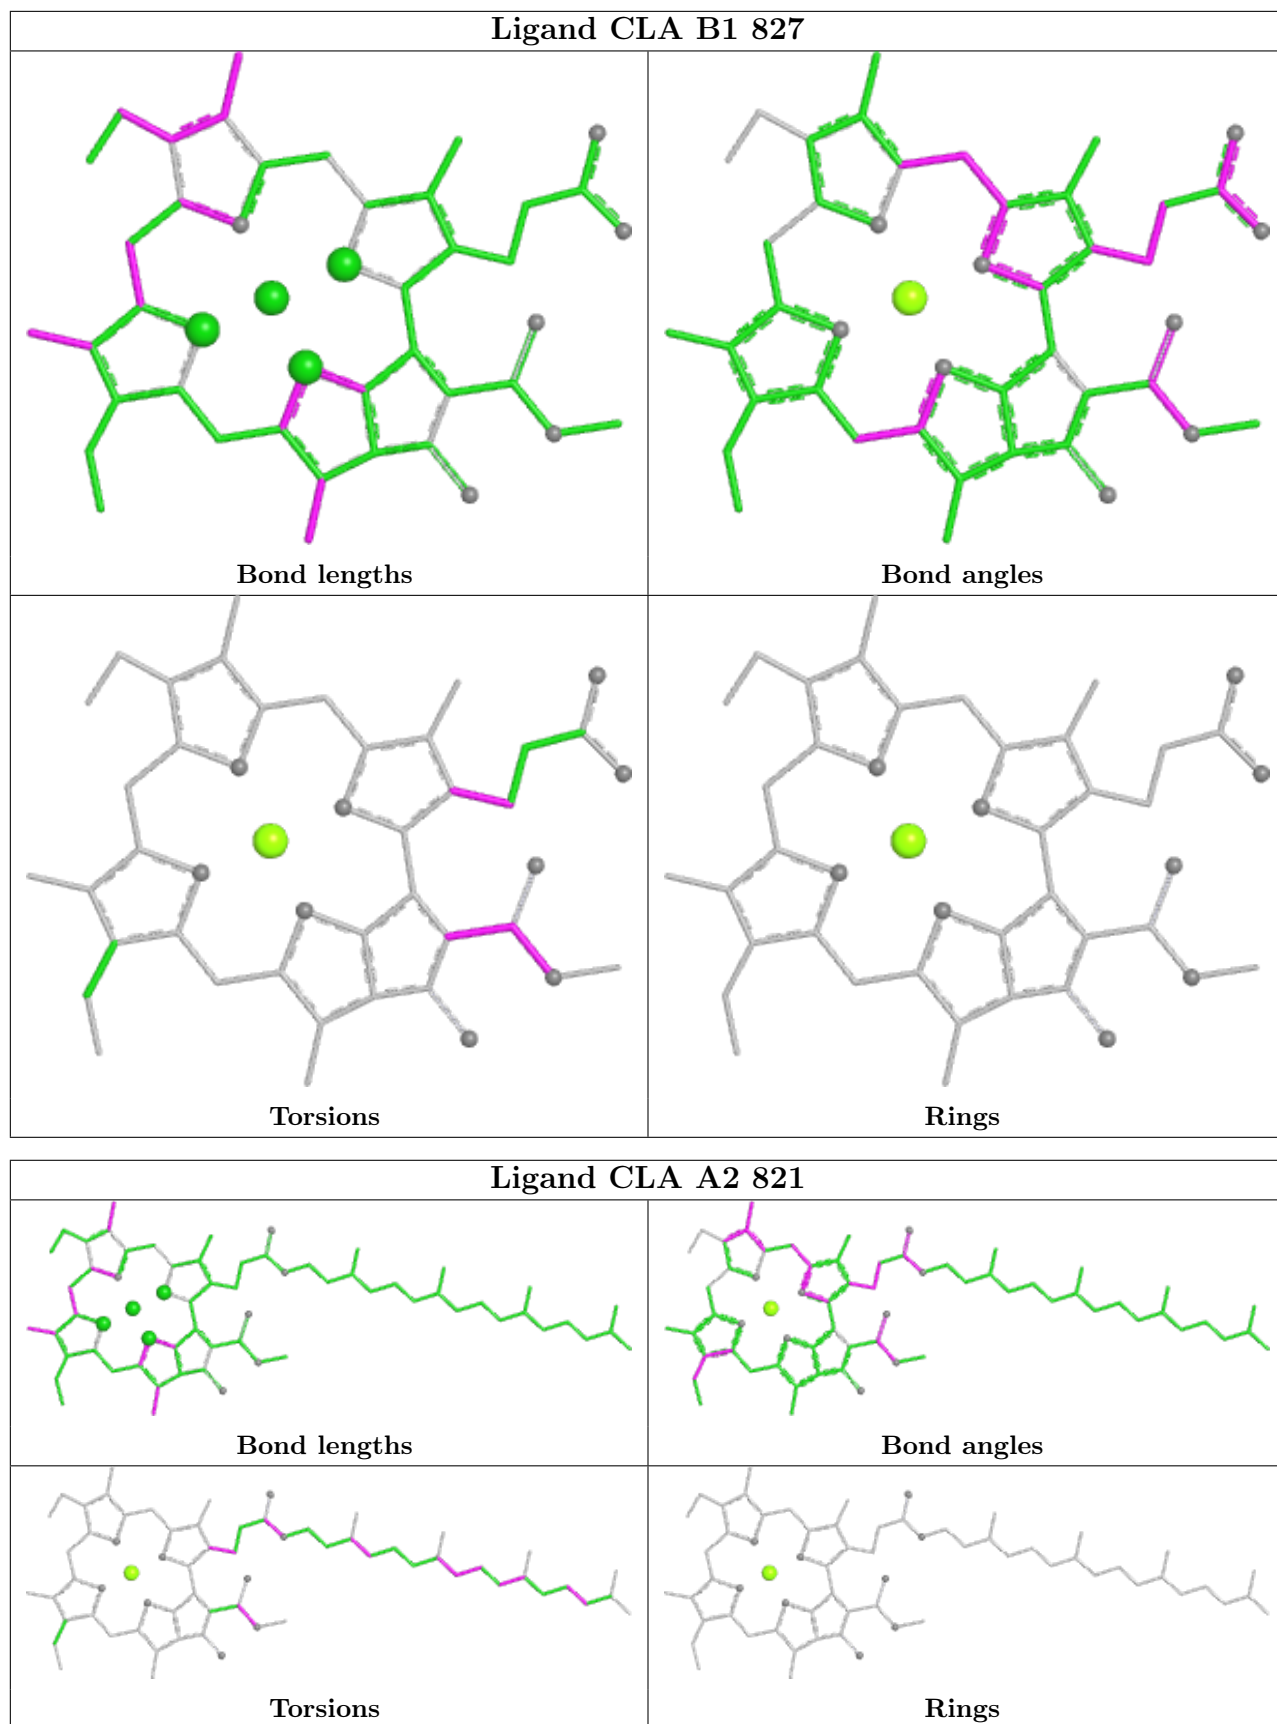 Ligand CLA B1 827
Bond lengths
Bond angles
Torsions
Rings
Ligand CLA A2 821
Bond lengths
Bond angles
Torsions
Rings